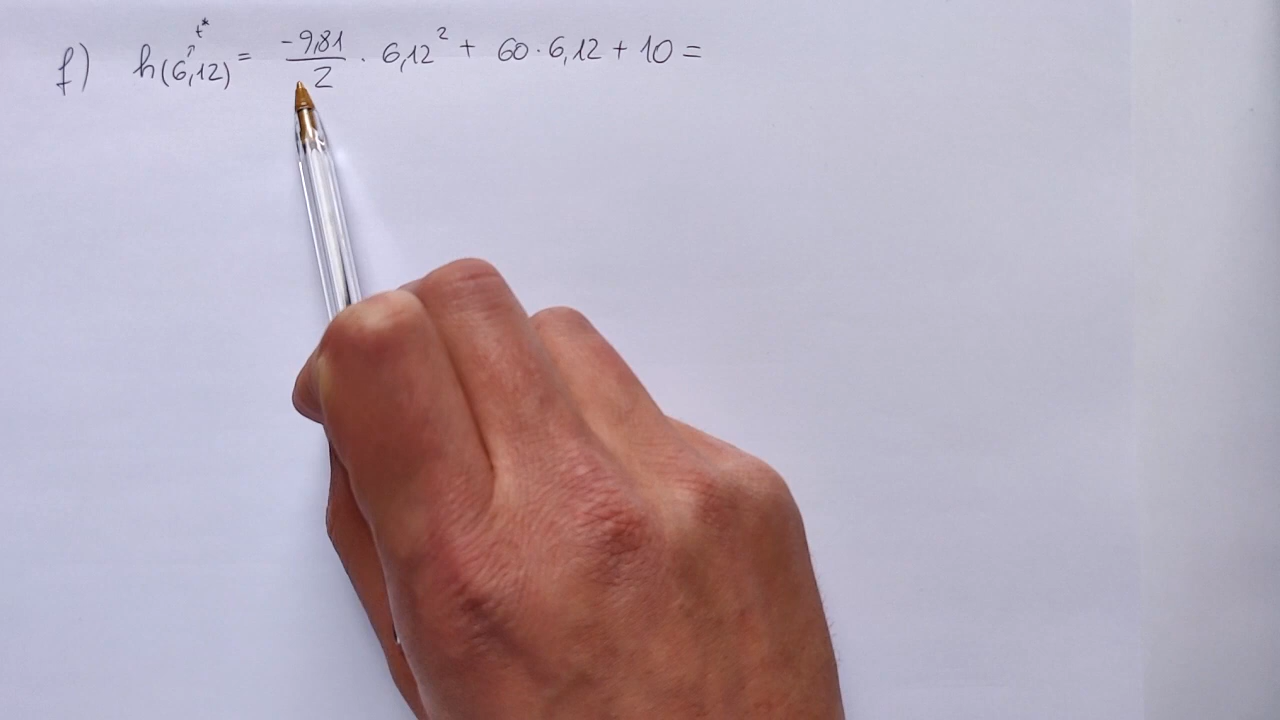 t*
f) h(6,12) = -9,81/2 · 6,12² + 60 · 6,12 + 10 =